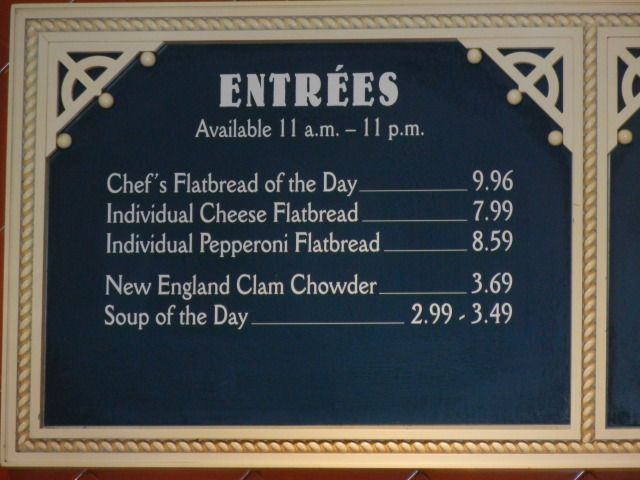 ENTRÉES
Available 11 a.m. – 11 p.m.
Chef's Flatbread of the Day 9.96
Individual Cheese Flatbread 7.99
Individual Pepperoni Flatbread 8.59
New England Clam Chowder 3.69
Soup of the Day 2.99 - 3.49